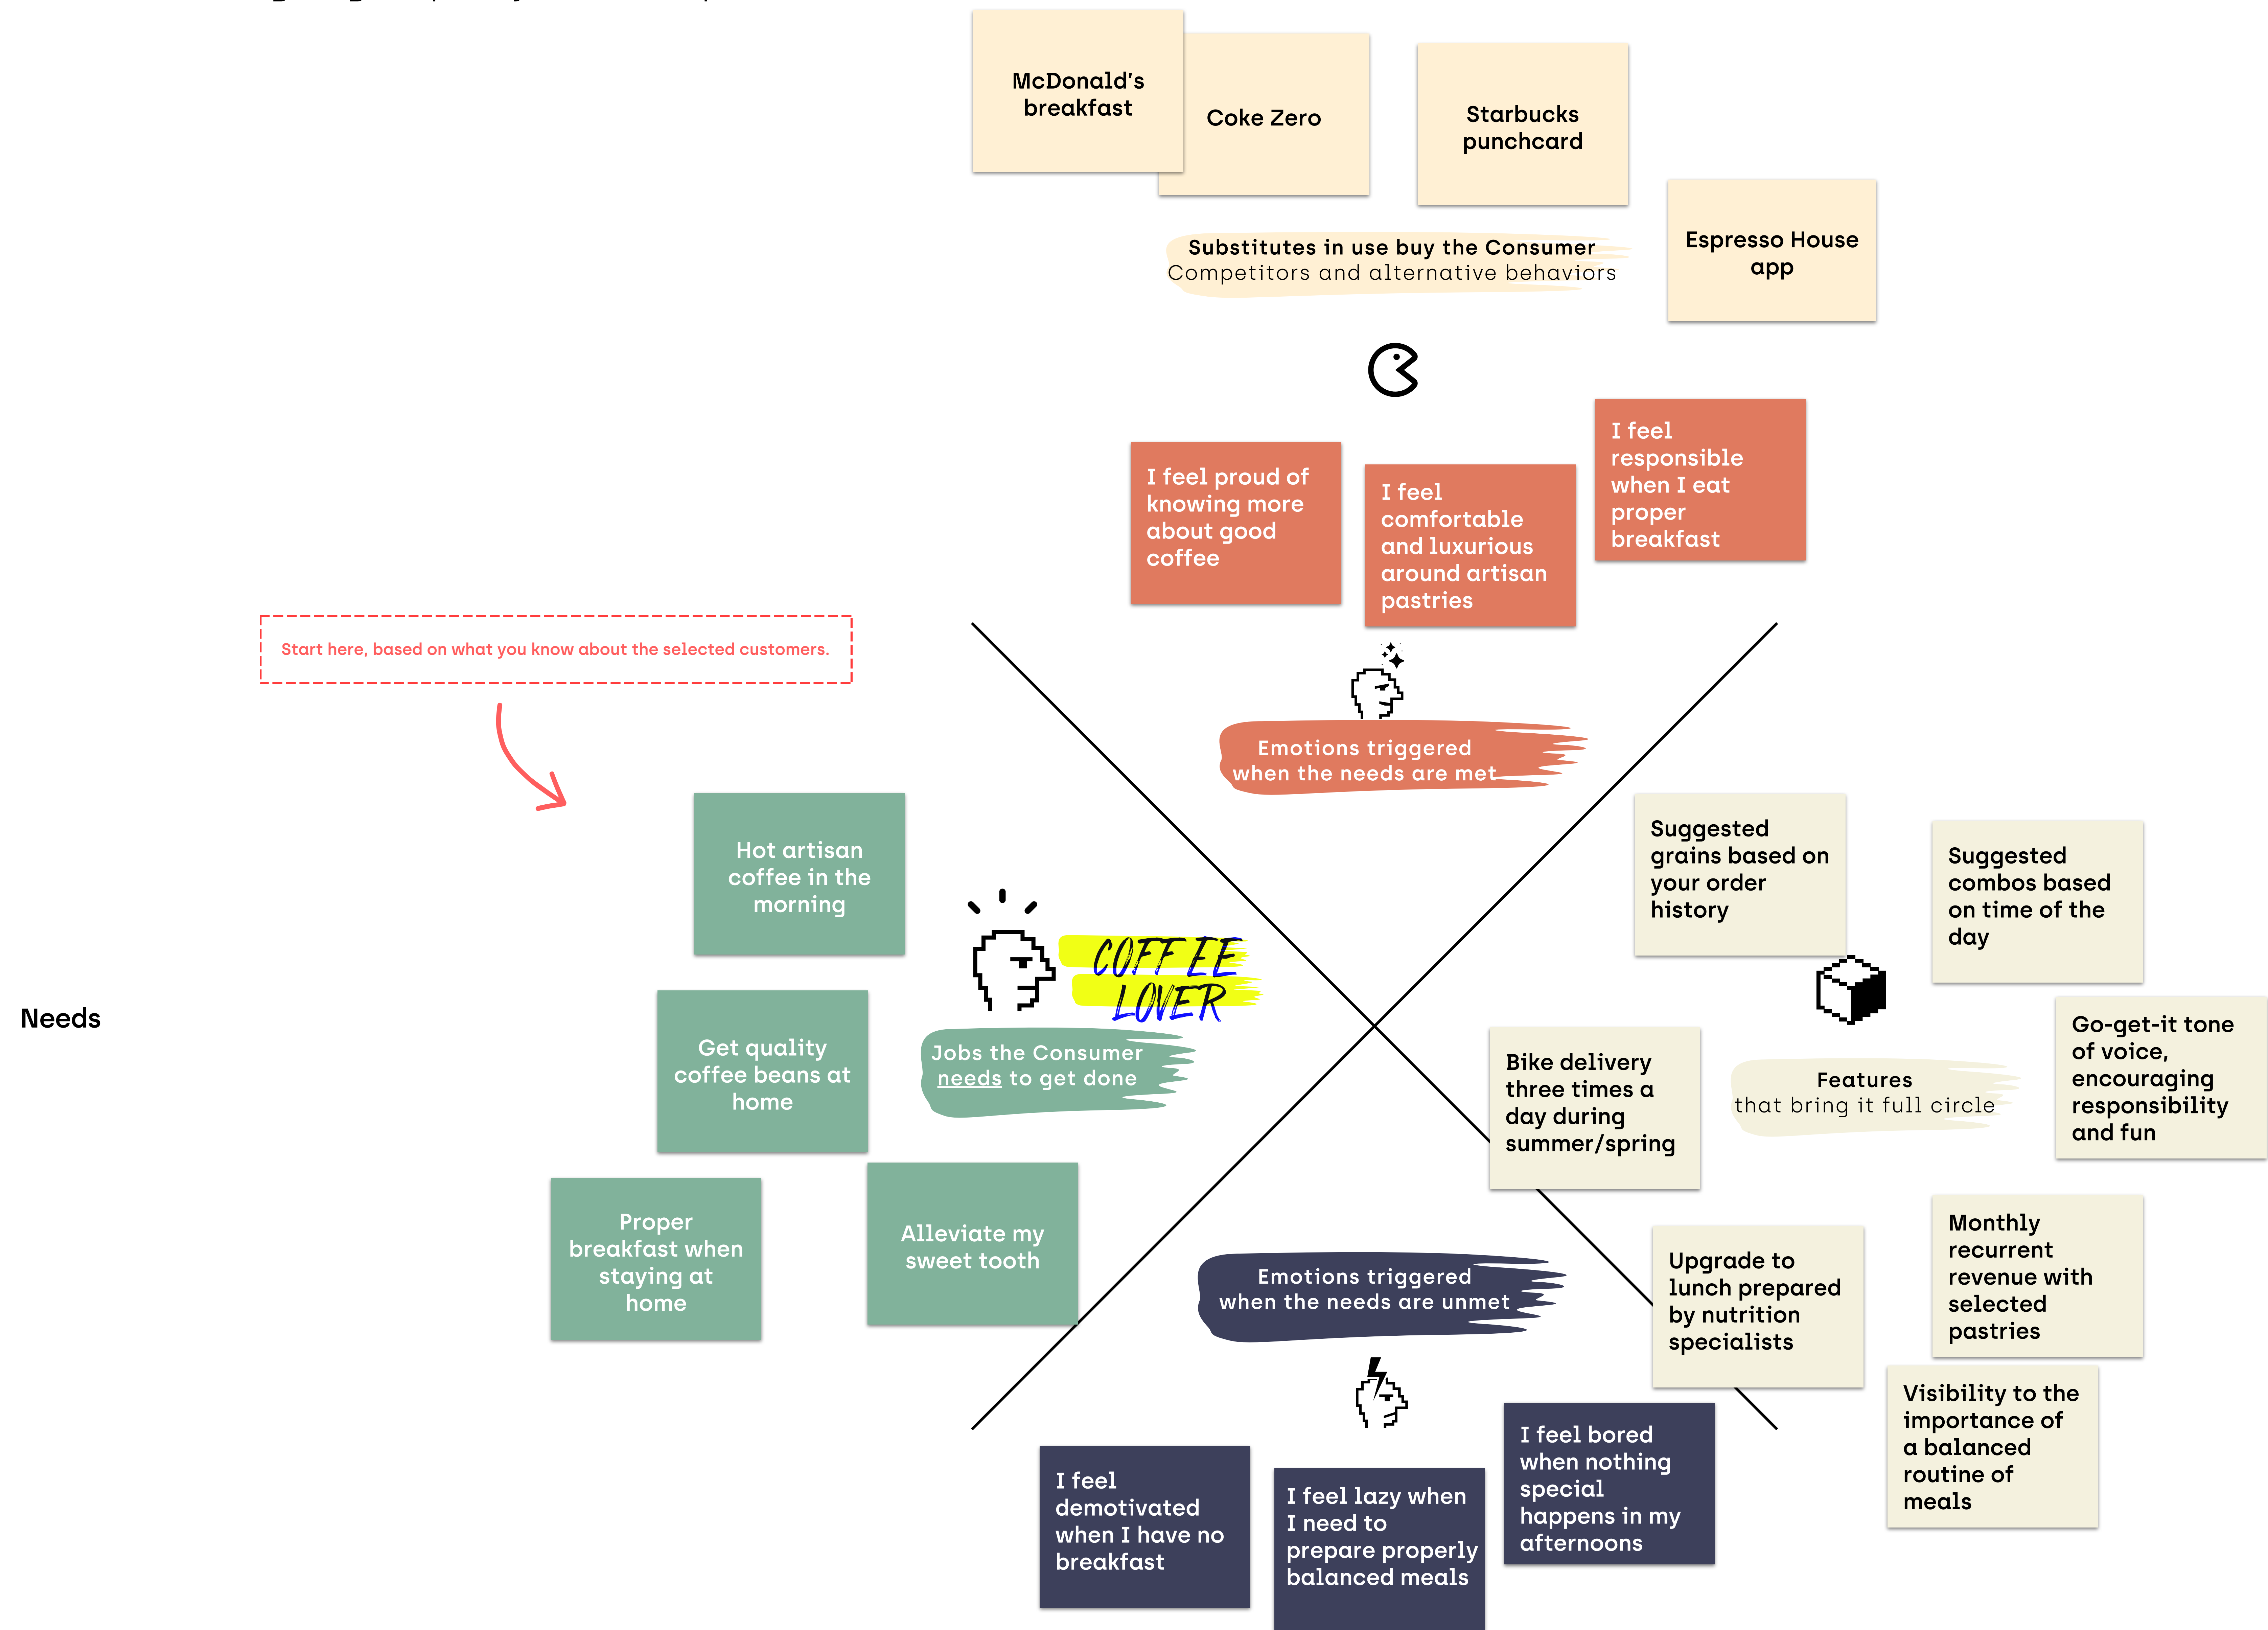 McDonald's
breakfast
Coke Zero
Starbucks
punchcard
Espresso House
app
Substitutes in use buy the Consumer
Competitors and alternative behaviors
I feel proud of
knowing more
about good
coffee
I feel
comfortable
and luxurious
around artisan
pastries
I feel
responsible
when I eat
proper
breakfast
Start here, based on what you know about the selected customers.
Emotions triggered
when the needs are met
Hot artisan
coffee in the
morning
Needs
Get quality
coffee beans at
home
COFFEE
LOVER
Jobs the Consumer
needs to get done
Proper
breakfast when
staying at
home
Alleviate my
sweet tooth
Suggested
grains based on
your order
history
Suggested
combos based
on time of the
day
Bike delivery
three times a
day during
summer/spring
Features
that bring it full circle
Go-get-it tone
of voice,
encouraging
responsibility
and fun
Upgrade to
lunch prepared
by nutrition
specialists
Monthly
recurrent
revenue with
selected
pastries
Visibility to the
importance of
a balanced
routine of
meals
Emotions triggered
when the needs are unmet
I feel
demotivated
when I have no
breakfast
I feel lazy when
I need to
prepare properly
balanced meals
I feel bored
when nothing
special
happens in my
afternoons